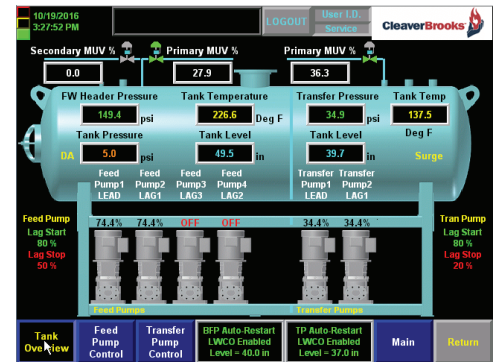 10/19/2016
3:27:52 PM
LOGOUT
User I.D.
Service
CleaverBrooks
Secondary MUV %
Primary MUV %
Primary MUV %
0.0
27.9
36.3
FW Header Pressure
Tank Temperature
Transfer Pressure
Tank Temp
149.4 psi
226.6 Deg F
34.9 psi
137.5
Deg F
Tank Pressure
Tank Level
Tank Level
DA
5.0 psi
49.5 in
39.7 in
Surge
Feed Pump1 LEAD
Feed Pump2 LAG1
Feed Pump3 LAG3
Feed Pump4 LAG2
Transfer Pump1 LEAD
Transfer Pump2 LAG1
74.4%
74.4%
OFF
OFF
34.4%
34.4%
Feed Pump
Lag Start
80 %
Lag Stop
50 %
Tran Pump
Lag Start
80 %
Lag Stop
20 %
Feed Pumps
Transfer Pumps
Tank
Overview
Feed
Pump
Control
Transfer
Pump
Control
BFP Auto-Restart
LWCO Enabled
Level = 40.0 in
TP Auto-Restart
LWCO Enabled
Level = 37.0 in
Main
Return